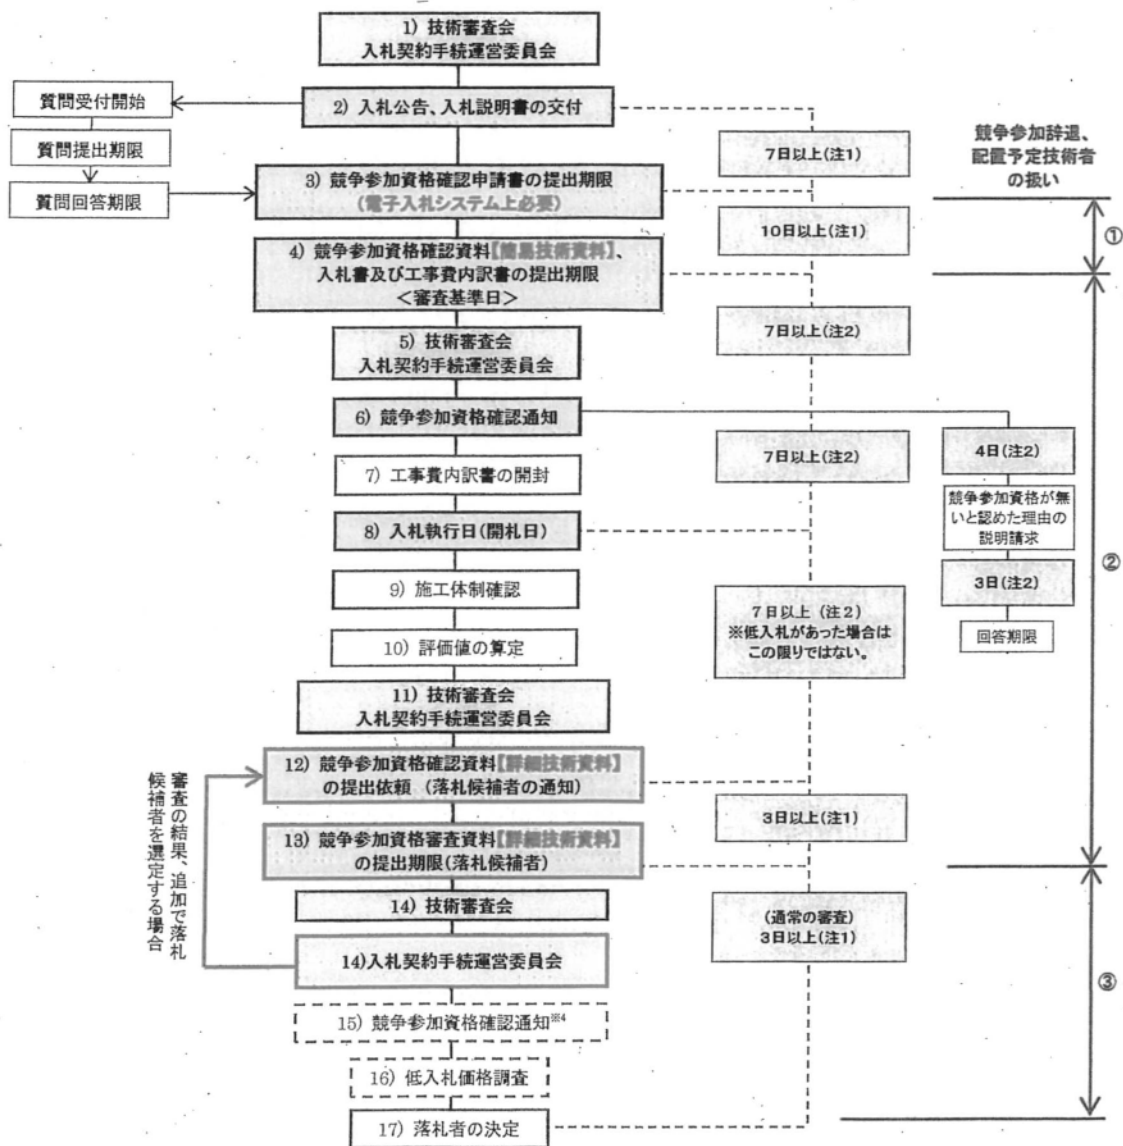 1) 技術審査会
入札契約手続運営委員会
質問受付開始
2) 入札公告、入札説明書の交付
質問提出期限
7日以上(注1)
競争参加辞退、
配置予定技術者
の扱い
質問回答期限
3) 競争参加資格確認申請書の提出期限
(電子入札システム上必要)
10日以上(注1)
①
4) 競争参加資格確認資料【簡易技術資料】、
入札書及び工事費内訳書の提出期限
<審査基準日>
7日以上(注2)
5) 技術審査会
入札契約手続運営委員会
6) 競争参加資格確認通知
7日以上(注2)
4日(注2)
7) 工事費内訳書の開封
競争参加資格が無
いと認めた理由の
説明請求
8) 入札執行日(開札日)
②
3日(注2)
9) 施工体制確認
7日以上 (注2)
※低入札があった場合は
この限りではない。
回答期限
10) 評価値の算定
11) 技術審査会
入札契約手続運営委員会
12) 競争参加資格確認資料【詳細技術資料】
の提出依頼 (落札候補者の通知)
審査の結果、追加で落札
候補者を選定する場合
3日以上(注1)
13) 競争参加資格審査資料【詳細技術資料】
の提出期限(落札候補者)
14) 技術審査会
(通常の審査)
3日以上(注1)
14)入札契約手続運営委員会
③
15) 競争参加資格確認通知※4
16) 低入札価格調査
17) 落札者の決定